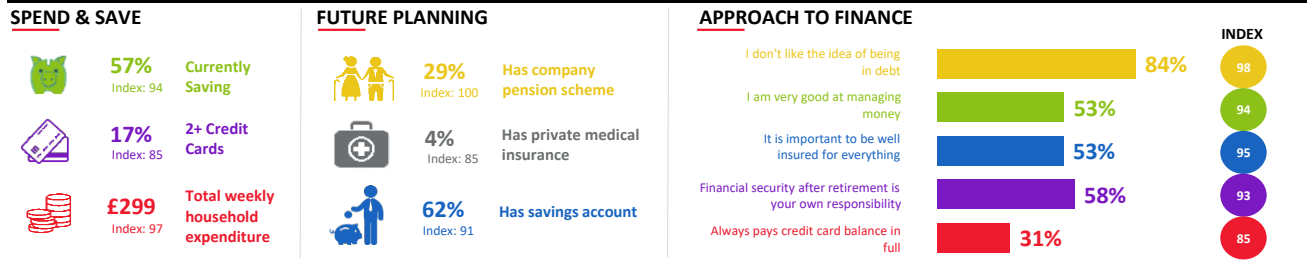 SPEND & SAVE
57%
Index: 94
Currently
Saving
17%
Index: 85
2+ Credit
Cards
£299
Index: 97
Total weekly
household
expenditure
FUTURE PLANNING
29%
Index: 100
Has company
pension scheme
4%
Index: 85
Has private medical
insurance
62%
Index: 91
Has savings account
APPROACH TO FINANCE
INDEX
I don't like the idea of being
in debt
84%
98
I am very good at managing
money
53%
94
It is important to be well
insured for everything
53%
95
Financial security after retirement is
your own responsibility
58%
93
Always pays credit card balance in
full
31%
85